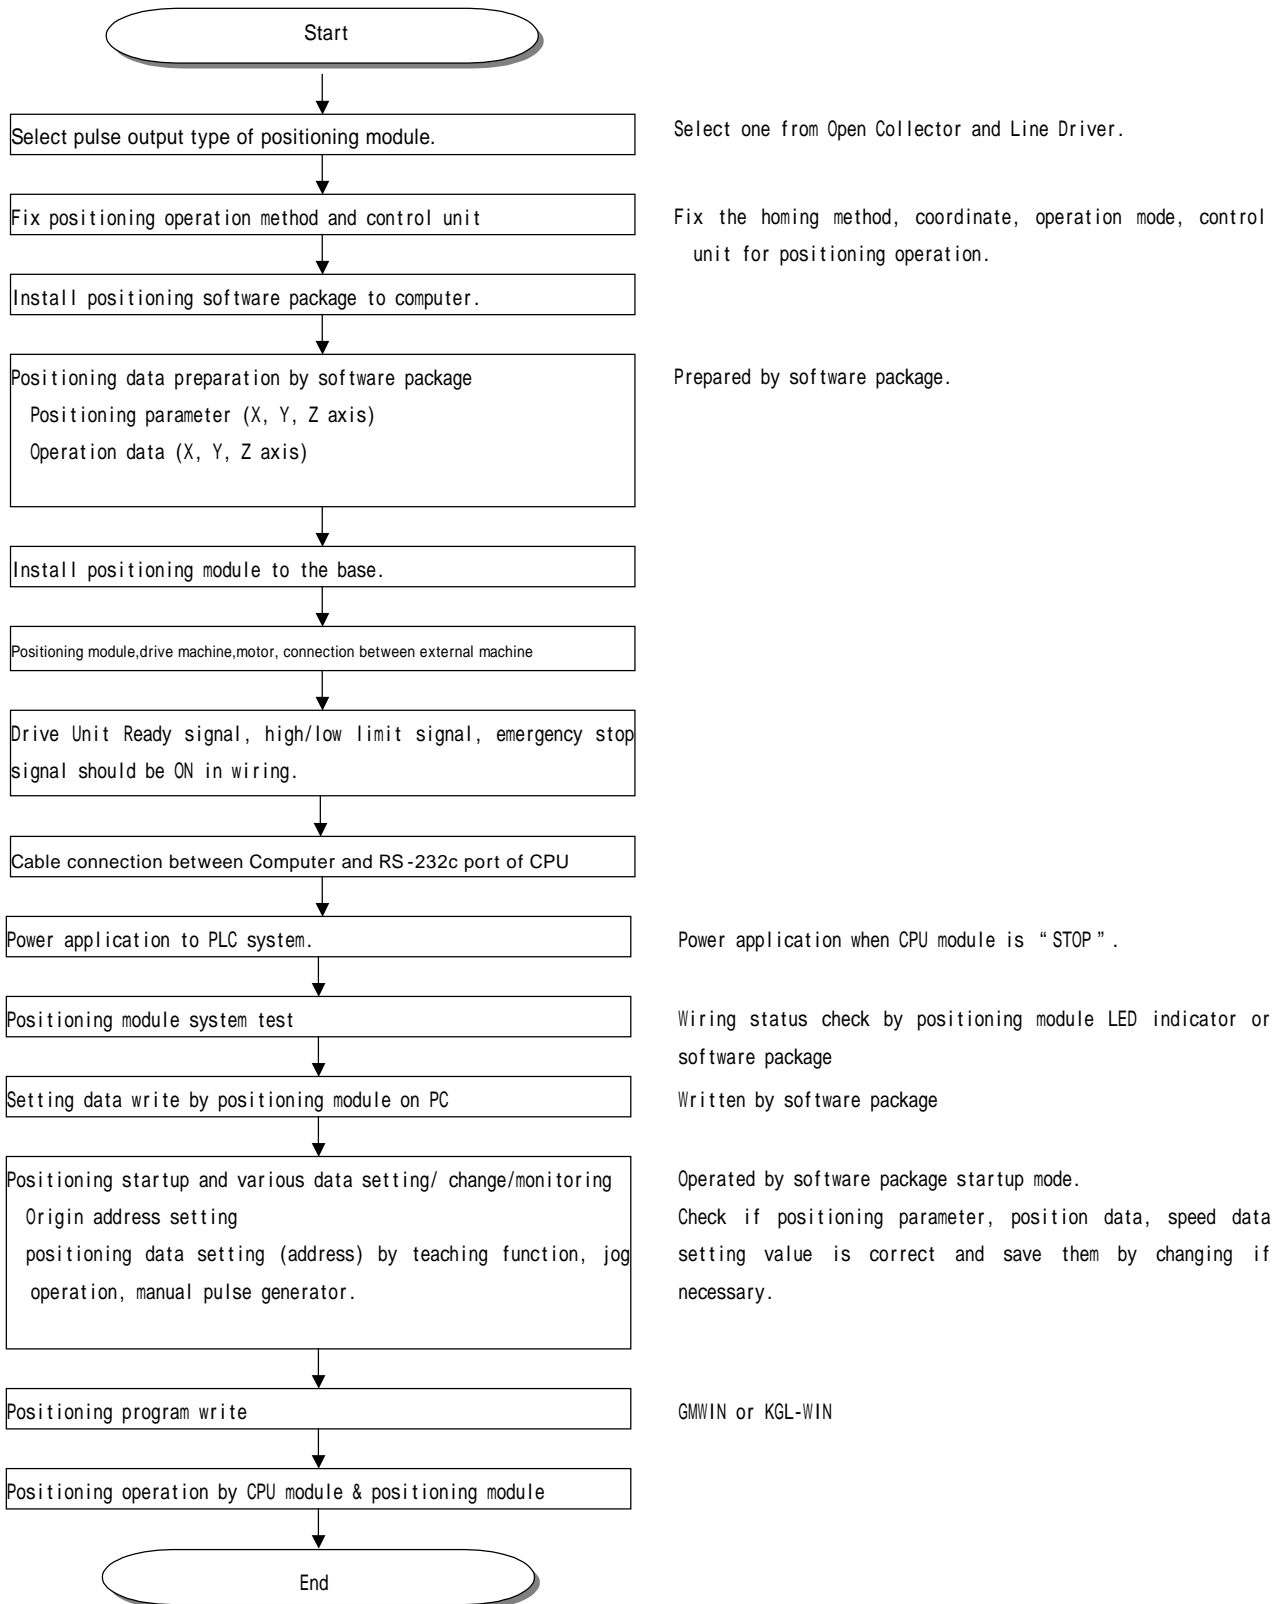 Start
Select pulse output type of positioning module.
Select one from Open Collector and Line Driver.
Fix positioning operation method and control unit
Fix the homing method, coordinate, operation mode, control
unit for positioning operation.
Install positioning software package to computer.
Positioning data preparation by software package
Positioning parameter (X, Y, Z axis)
Operation data (X, Y, Z axis)
Prepared by software package.
Install positioning module to the base.
Positioning module,drive machine,motor, connection between external machine
Drive Unit Ready signal, high/low limit signal, emergency stop
signal should be ON in wiring.
Cable connection between Computer and RS-232c port of CPU
Power application to PLC system.
Power application when CPU module is “STOP”.
Positioning module system test
Wiring status check by positioning module LED indicator or
software package
Setting data write by positioning module on PC
Written by software package
Positioning startup and various data setting/ change/monitoring
Origin address setting
positioning data setting (address) by teaching function, jog
operation, manual pulse generator.
Operated by software package startup mode.
Check if positioning parameter, position data, speed data
setting value is correct and save them by changing if
necessary.
Positioning program write
GMWIN or KGL-WIN
Positioning operation by CPU module & positioning module
End